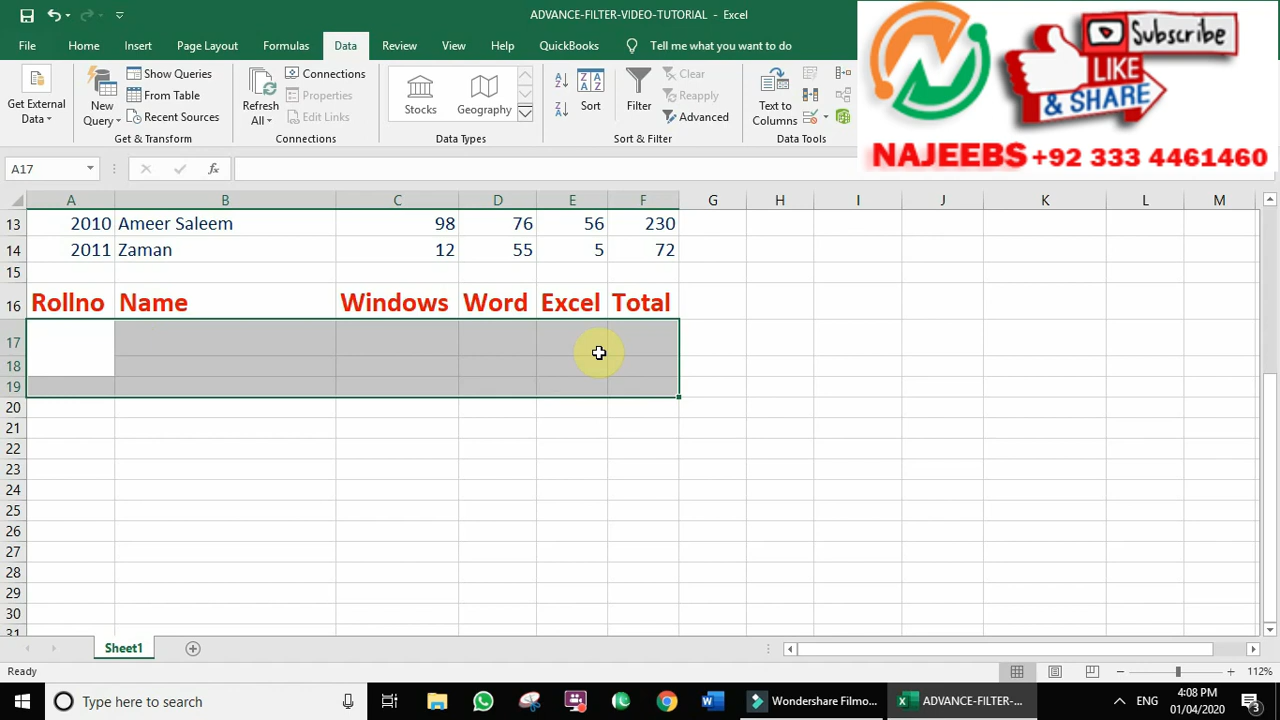 ADVANCE-FILTER-VIDEO-TUTORIAL - Excel
File Home Insert Page Layout Formulas Data Review View Help QuickBooks Tell me what you want to do
Get External Data
New Query
Show Queries
From Table
Recent Sources
Get & Transform
Refresh All
Connections
Properties
Edit Links
Connections
Stocks
Geography
Data Types
Sort
Filter
Clear
Reapply
Advanced
Sort & Filter
Text to Columns
Data Tools
Subscribe
LIKE
& SHARE
NAJEEBS +92 333 4461460
A17 fx
A B C D E F G H I J K L M
13 2010 Ameer Saleem 98 76 56 230
14 2011 Zaman 12 55 5 72
15
16 Rollno Name Windows Word Excel Total
17
18
19
20
21
22
23
24
25
26
27
28
29
30
31
Sheet1
Ready 112%
Type here to search Wondershare Filmo... ADVANCE-FILTER-... ENG 4:08 PM
01/04/2020 3